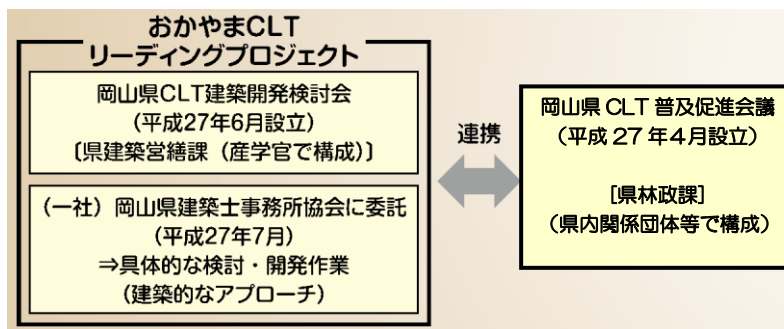 おかやまCLT
リーディングプロジェクト
岡山県CLT建築開発検討会
(平成27年6月設立)
〔県建築営繕課（産学官で構成)〕
(一社）岡山県建築士事務所協会に委託
(平成27年7月)
⇒具体的な検討・開発作業
(建築的なアプローチ)
連携
岡山県 CLT 普及促進会議
(平成 27 年4月設立)
[県林政課]
(県内関係団体等で構成)